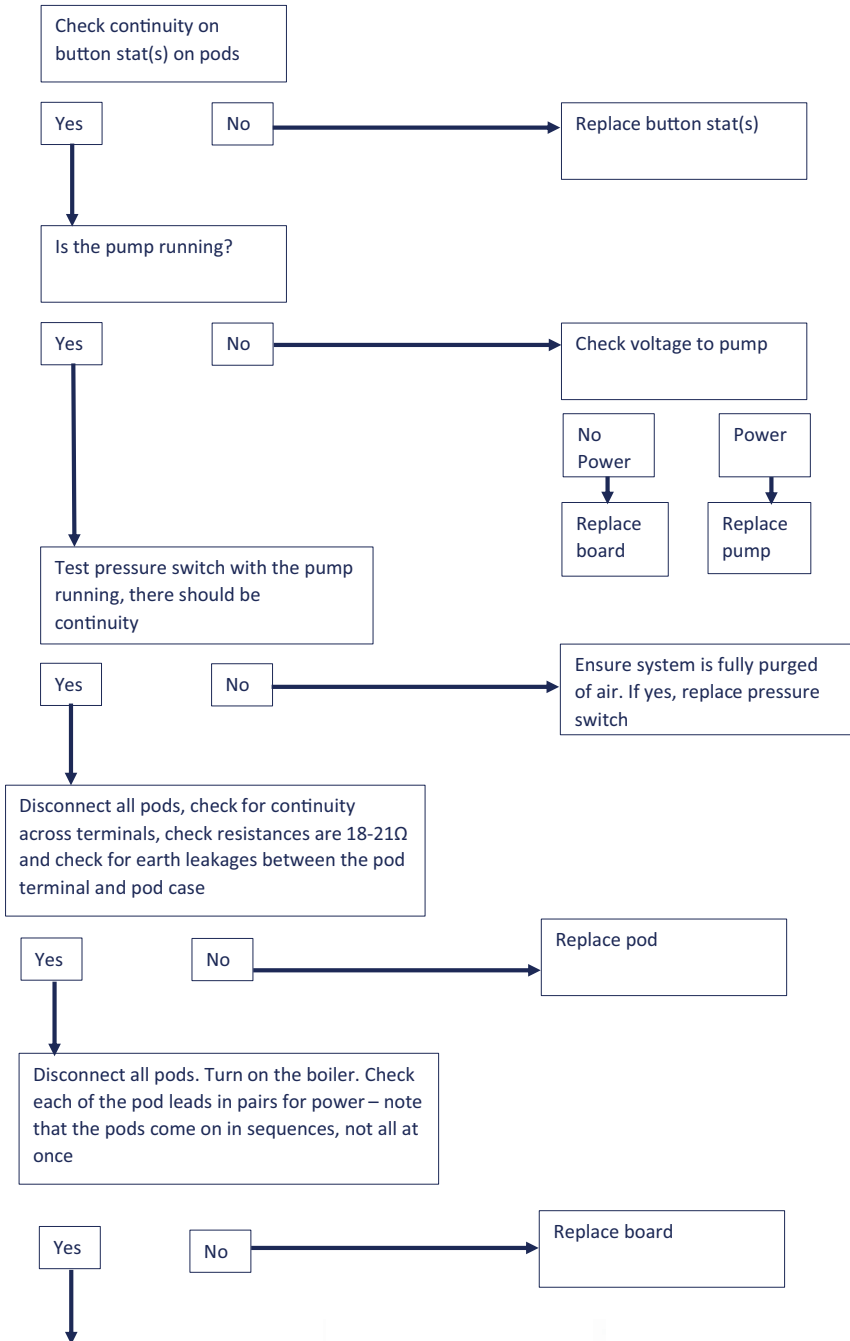 Check continuity on
button stat(s) on pods
Yes
No
Replace button stat(s)
Is the pump running?
Yes
No
Check voltage to pump
No
Power
Power
Replace
board
Replace
pump
Test pressure switch with the pump
running, there should be
continuity
Yes
No
Ensure system is fully purged
of air. If yes, replace pressure
switch
Disconnect all pods, check for continuity
across terminals, check resistances are 18-21Ω
and check for earth leakages between the pod
terminal and pod case
Yes
No
Replace pod
Disconnect all pods. Turn on the boiler. Check
each of the pod leads in pairs for power – note
that the pods come on in sequences, not all at
once
Yes
No
Replace board